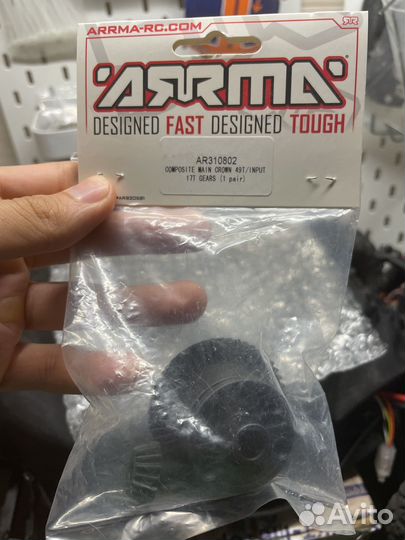 ARRMA-RC.COM
ARRMA
DESIGNED FAST DESIGNED TOUGH
AR310802
COMPOSITE MAIN CROWN 49T/INPUT
17T GEARS (1 pair)
Avito